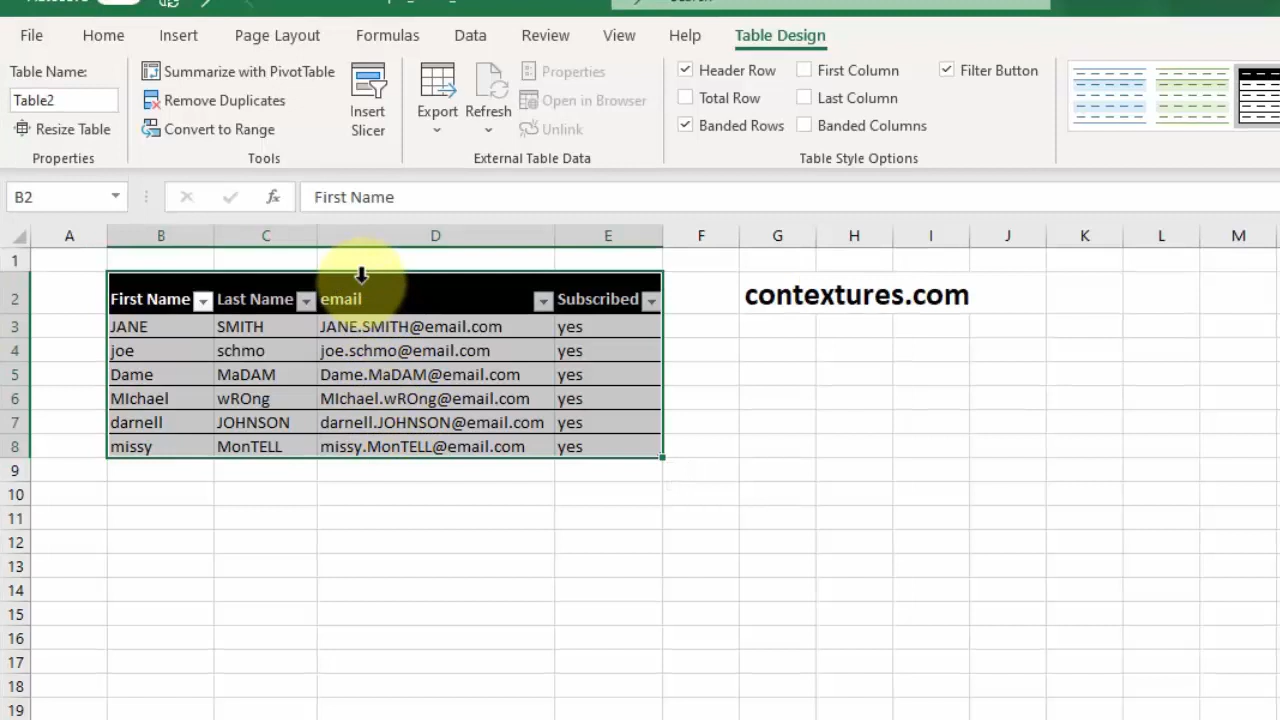 File Home Insert Page Layout Formulas Data Review View Help Table Design
Table Name: Summarize with PivotTable Properties Header Row First Column Filter Button
Table2 Remove Duplicates Insert Slicer Export Refresh Open in Browser Total Row Last Column
Resize Table Convert to Range Unlink Banded Rows Banded Columns
Properties Tools External Table Data Table Style Options
B2 fx First Name
A B C D E F G H I J K L M
1
2 First Name Last Name email Subscribed contextures.com
3 JANE SMITH JANE.SMITH@email.com yes
4 joe schmo joe.schmo@email.com yes
5 Dame MaDAM Dame.MaDAM@email.com yes
6 MIchael wROng MIchael.wROng@email.com yes
7 darnell JOHNSON darnell.JOHNSON@email.com yes
8 missy MonTELL missy.MonTELL@email.com yes
9
10
11
12
13
14
15
16
17
18
19